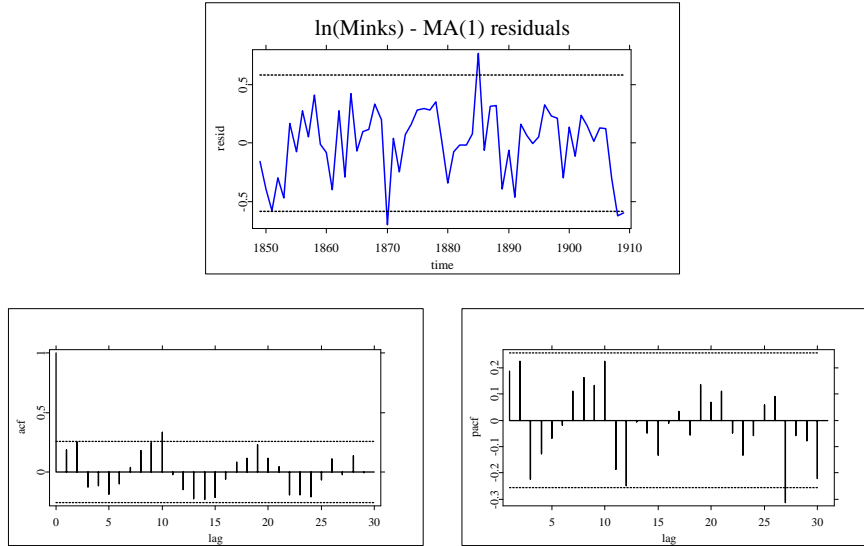 ln(Minks) - MA(1) residuals
resid
0.5
0
-0.5
1850 1860 1870 1880 1890 1900 1910
time
acf
1
0.5
0
0 5 10 15 20 25 30
lag
pacf
0.2
0.1
0
-0.1
-0.2
-0.3
5 10 15 20 25 30
lag